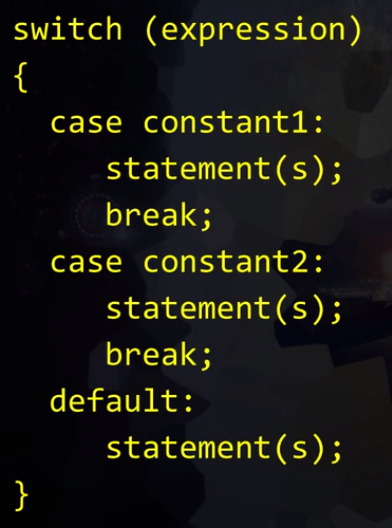 switch (expression)
{
case constant1:
statement(s);
break;
case constant2:
statement(s);
break;
default:
statement(s);
}